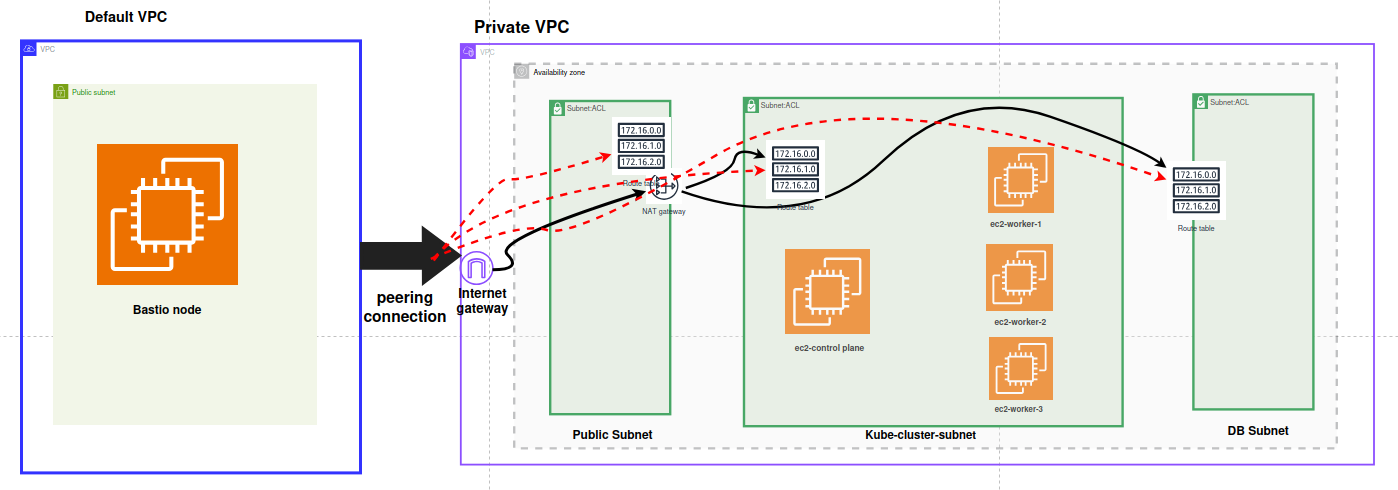 Default VPC
VPC
Public subnet
Bastio node
peering
connection
Private VPC
VPC
Availability zone
Internet
gateway
Subnet:ACL
172.16.0.0
172.16.1.0
172.16.2.0
Route table
NAT gateway
Public Subnet
Subnet:ACL
172.16.0.0
172.16.1.0
172.16.2.0
Route table
ec2-control plane
ec2-worker-1
ec2-worker-2
ec2-worker-3
Kube-cluster-subnet
Subnet:ACL
172.16.0.0
172.16.1.0
172.16.2.0
Route table
DB Subnet